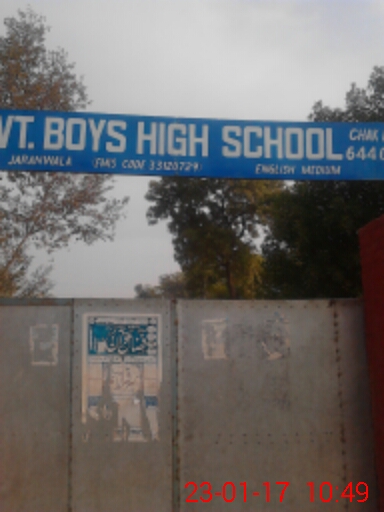 VT. BOYS HIGH SCHOOL CHAK
JARANWALA (EMIS CODE 33120729) ENGLISH MEDIUM 644
23-01-17 10:49